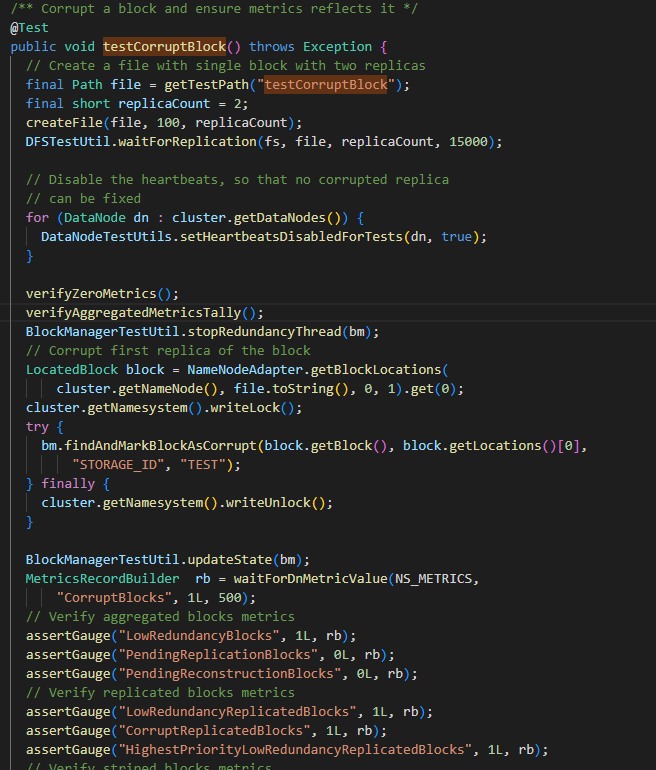 /** Corrupt a block and ensure metrics reflects it */
@Test
public void testCorruptBlock() throws Exception {
// Create a file with single block with two replicas
final Path file = getTestPath("testCorruptBlock");
final short replicaCount = 2;
createFile(file, 100, replicaCount);
DFSTestUtil.waitForReplication(fs, file, replicaCount, 15000);
// Disable the heartbeats, so that no corrupted replica
// can be fixed
for (DataNode dn : cluster.getDataNodes()) {
DataNodeTestUtils.setHeartbeatsDisabledForTests(dn, true);
}
verifyZeroMetrics();
verifyAggregatedMetricsTally();
BlockManagerTestUtil.stopRedundancyThread(bm);
// Corrupt first replica of the block
LocatedBlock block = NameNodeAdapter.getBlockLocations(
cluster.getNameNode(), file.toString(), 0, 1).get(0);
cluster.getNamesystem().writeLock();
try {
bm.findAndMarkBlockAsCorrupt(block.getBlock(), block.getLocations()[0],
"STORAGE_ID", "TEST");
} finally {
cluster.getNamesystem().writeUnlock();
}
BlockManagerTestUtil.updateState(bm);
MetricsRecordBuilder  rb = waitForDnMetricValue(NS_METRICS,
"CorruptBlocks", 1L, 500);
// Verify aggregated blocks metrics
assertGauge("LowRedundancyBlocks", 1L, rb);
assertGauge("PendingReplicationBlocks", 0L, rb);
assertGauge("PendingReconstructionBlocks", 0L, rb);
// Verify replicated blocks metrics
assertGauge("LowRedundancyReplicatedBlocks", 1L, rb);
assertGauge("CorruptReplicatedBlocks", 1L, rb);
assertGauge("HighestPriorityLowRedundancyReplicatedBlocks", 1L, rb);
// Verify striped blocks metrics